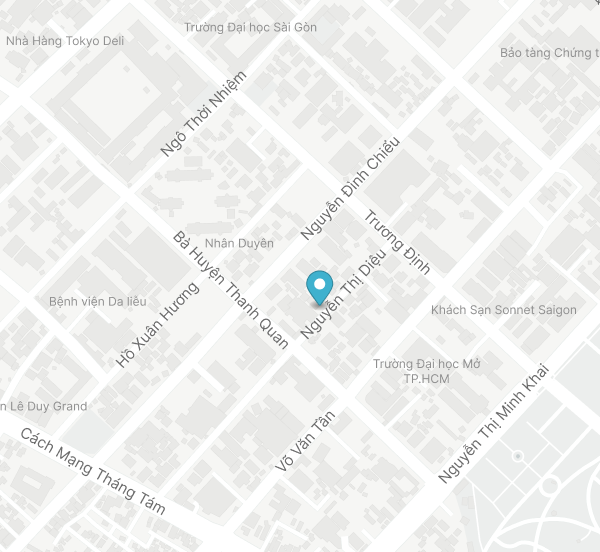 Trường Đại học Sài Gòn
Nhà Hàng Tokyo Deli
Bảo tàng Chứng t
Ngô Thời Nhiệm
Nguyễn Đình Chiểu
Trương Định
Nhân Duyên
Bà Huyện Thanh Quan
Nguyễn Thị Diệu
Bệnh viện Da liễu
Hồ Xuân Hương
Khách Sạn Sonnet Saigon
Trường Đại học Mở
TP.HCM
n Lê Duy Grand
Nguyễn Thị Minh Khai
Võ Văn Tần
Cách Mạng Tháng Tám